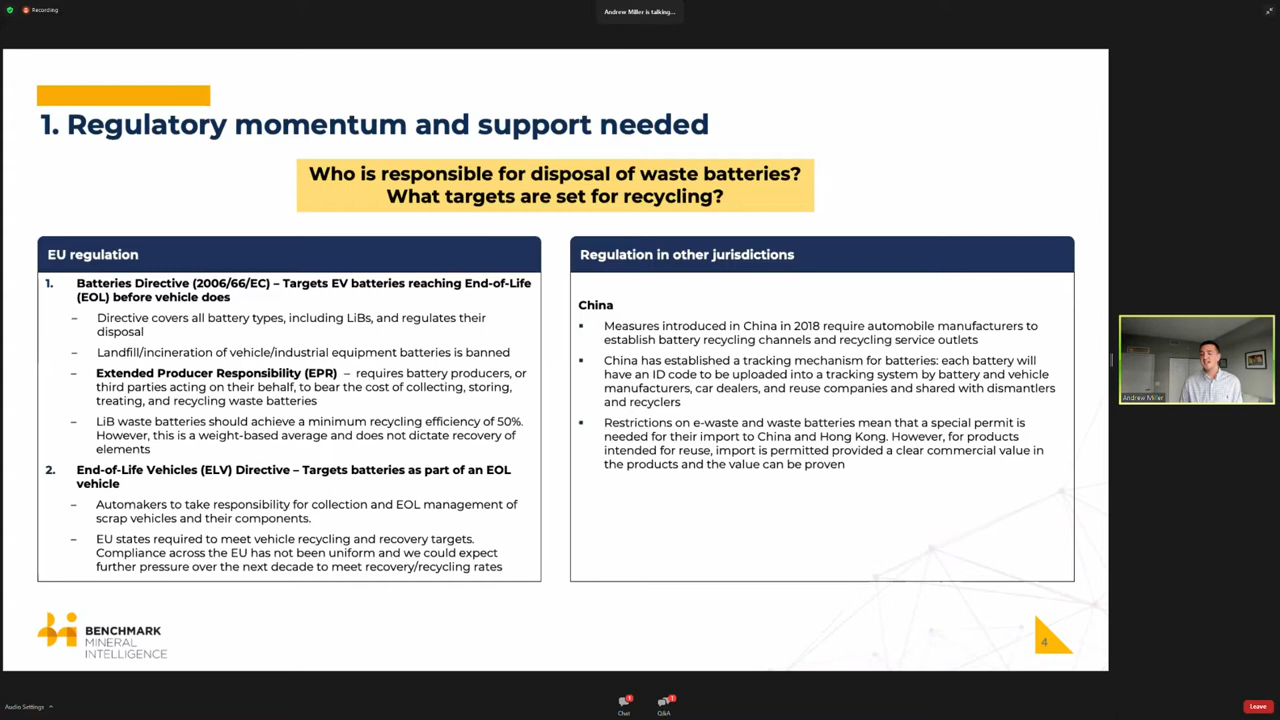 Recording
Andrew Miller is talking...
1. Regulatory momentum and support needed
Who is responsible for disposal of waste batteries?
What targets are set for recycling?
EU regulation
1. Batteries Directive (2006/66/EC) – Targets EV batteries reaching End-of-Life
(EOL) before vehicle does
– Directive covers all battery types, including LiBs, and regulates their
disposal
– Landfill/incineration of vehicle/industrial equipment batteries is banned
– Extended Producer Responsibility (EPR) – requires battery producers, or
third parties acting on their behalf, to bear the cost of collecting, storing,
treating, and recycling waste batteries
– LiB waste batteries should achieve a minimum recycling efficiency of 50%.
However, this is a weight-based average and does not dictate recovery of
elements
2. End-of-Life Vehicles (ELV) Directive – Targets batteries as part of an EOL
vehicle
– Automakers to take responsibility for collection and EOL management of
scrap vehicles and their components.
– EU states required to meet vehicle recycling and recovery targets.
Compliance across the EU has not been uniform and we could expect
further pressure over the next decade to meet recovery/recycling rates
Regulation in other jurisdictions
China
▪ Measures introduced in China in 2018 require automobile manufacturers to
establish battery recycling channels and recycling service outlets
▪ China has established a tracking mechanism for batteries: each battery will
have an ID code to be uploaded into a tracking system by battery and vehicle
manufacturers, car dealers, and reuse companies and shared with dismantlers
and recyclers
▪ Restrictions on e-waste and waste batteries mean that a special permit is
needed for their import to China and Hong Kong. However, for products
intended for reuse, import is permitted provided a clear commercial value in
the products and the value can be proven
Andrew Miller
BENCHMARK
MINERAL
INTELLIGENCE
4
Audio Settings
1
Chat
1
Q&A
Leave